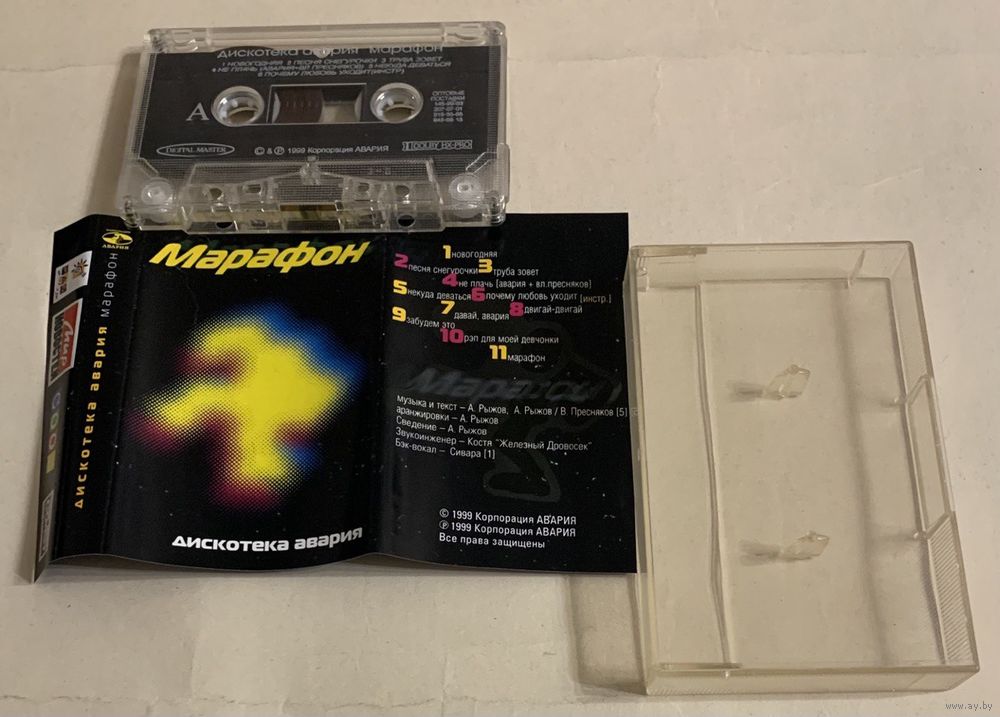 дискотека авария марафон
1 НОВОГОДНЯЯ 2 ПЕСНЯ СНЕГУРОЧКИ 3 ТРУБА ЗОВЕТ
4 НЕ ПЛАЧЬ (АВАРИЯ+ВЛ ПРЕСНЯКОВ) 5 НЕКУДА ДЕВАТЬСЯ
6 ПОЧЕМУ ЛЮБОВЬ УХОДИТ(ИНСТР)
A
ОПТОВЫЕ
ПОСТАВКИ
DIGITAL MASTER
© & ℗ 1999 Корпорация АВАРИЯ
DOLBY HX-PRO
АВАРИЯ
дискотека авария марафон
Марафон
дискотека авария
1 новогодняя
2 песня снегурочки 3 труба зовет
4 не плачь [авария + вл.пресняков]
5 некуда деваться 6 почему любовь уходит [инстр.]
7 давай, авария 8 двигай-двигай
9 забудем это
10 рэп для моей девчонки
11 марафон
Марафон
музыка и текст – А. Рыжов, А. Рыжов / В. Пресняков [5]
аранжировки – А. Рыжов
Сведение – А. Рыжов
Звукоинженер – Костя "Железный Дровосек"
Бэк-вокал – Сивара [1]
© 1999 Корпорация АВАРИЯ
℗ 1999 Корпорация АВАРИЯ
Все права защищены
www.ay.by